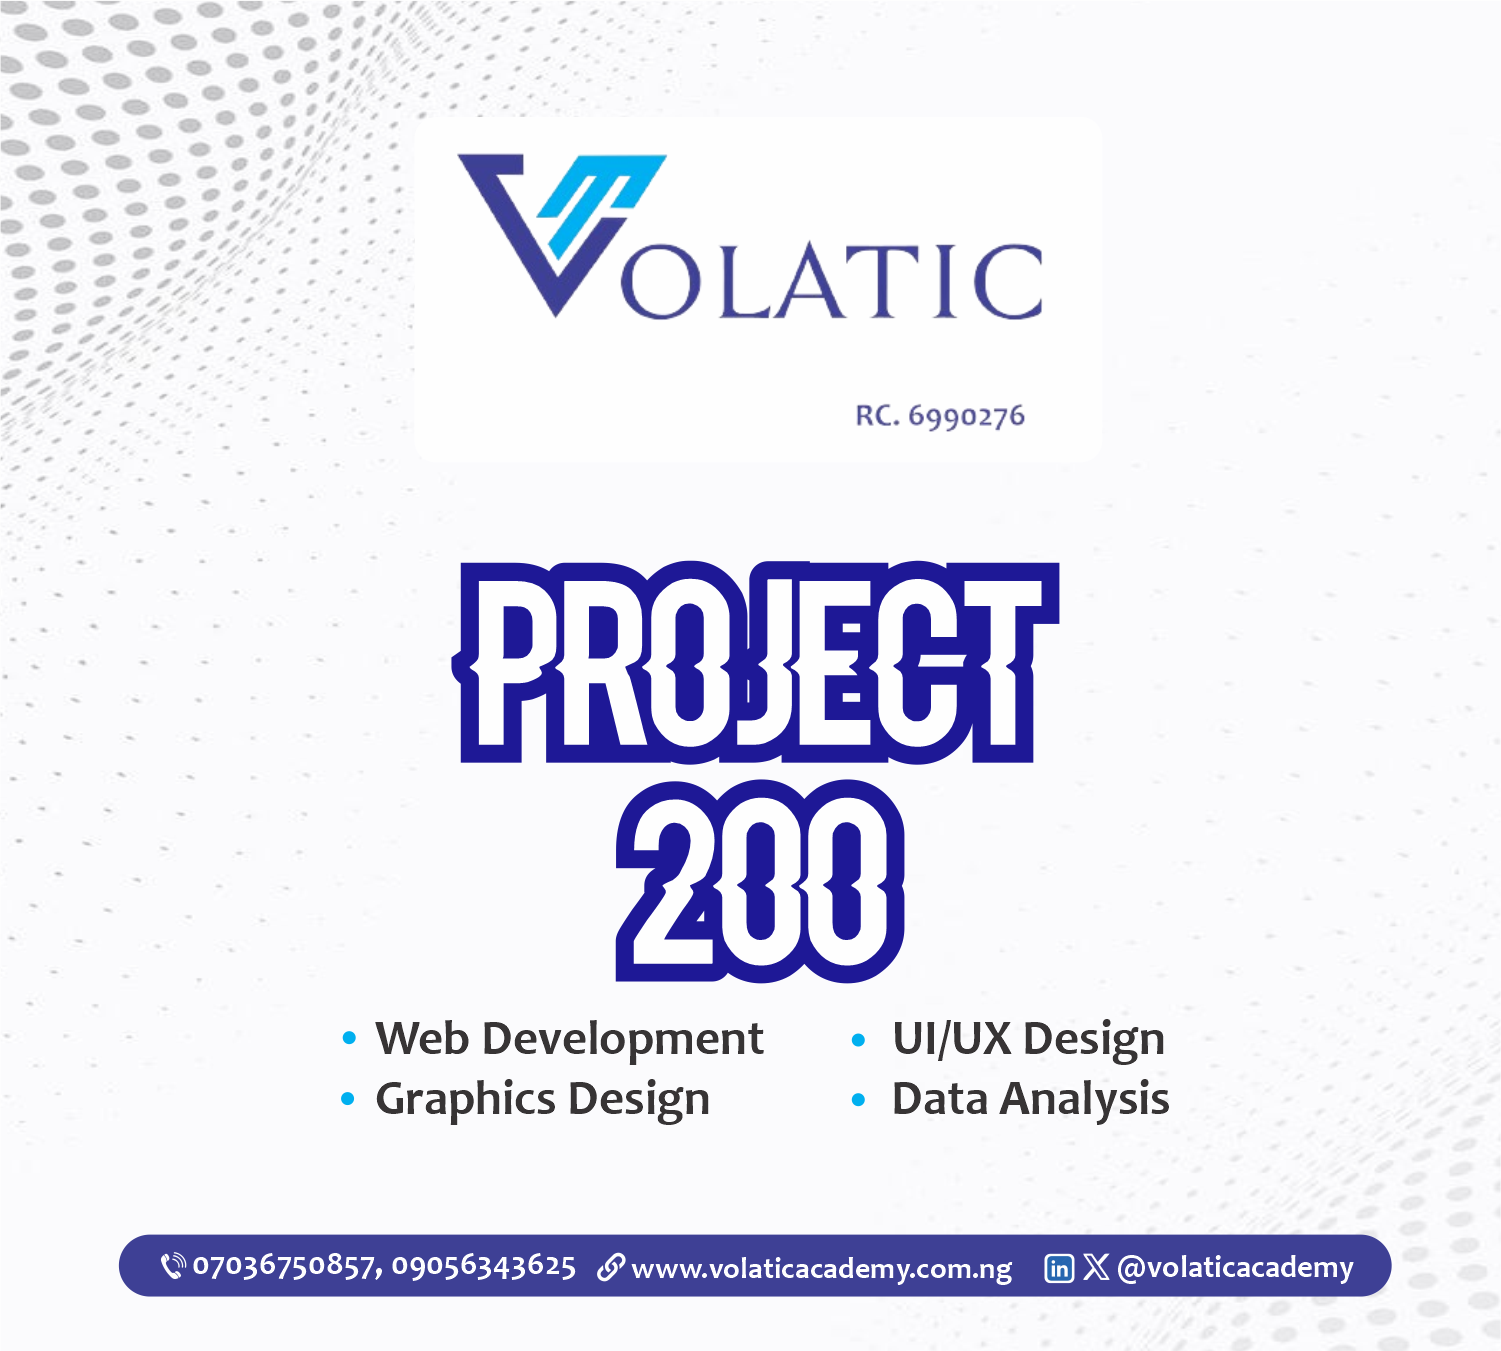 VOLATIC
RC. 6990276
PROJECT
200
• Web Development
• Graphics Design
• UI/UX Design
• Data Analysis
07036750857, 09056343625 www.volaticacademy.com.ng in X @volaticacademy